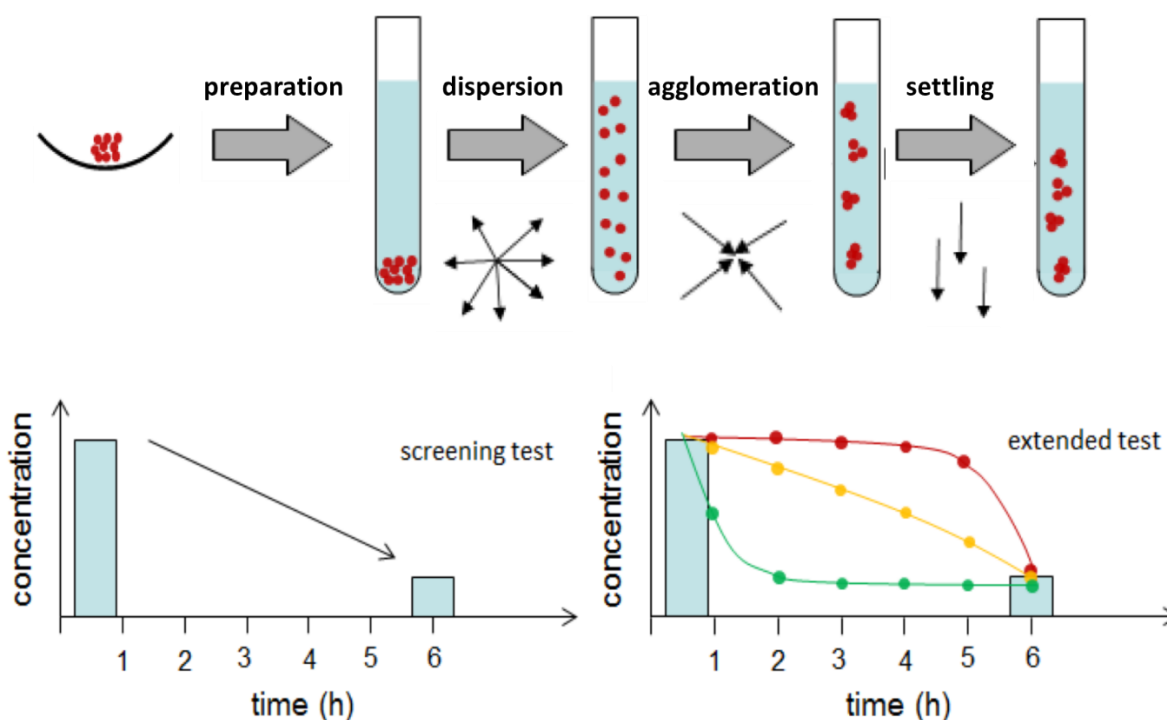 preparation
dispersion
agglomeration
settling
concentration
screening test
1 2 3 4 5 6
time (h)
concentration
extended test
1 2 3 4 5 6
time (h)